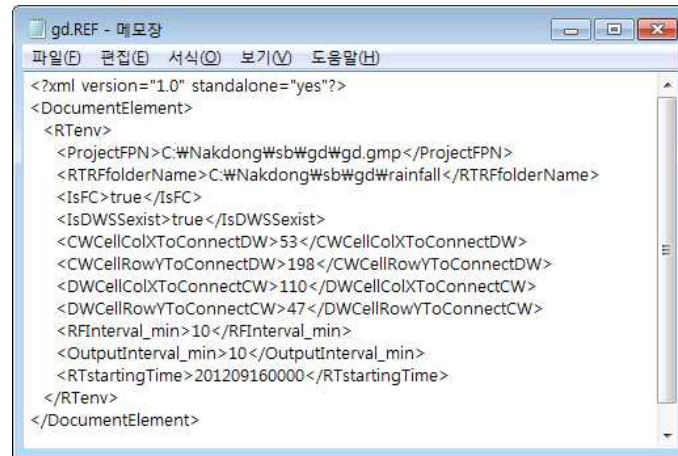 gd.REF - 메모장
파일(F) 편집(E) 서식(O) 보기(V) 도움말(H)
<?xml version="1.0" standalone="yes"?>
<DocumentElement>
<RTenv>
<ProjectFPN>C:₩Nakdong₩sb₩gd₩gd.gmp</ProjectFPN>
<RTRFfolderName>C:₩Nakdong₩sb₩gd₩rainfall</RTRFfolderName>
<IsFC>true</IsFC>
<IsDWSSexist>true</IsDWSSexist>
<CWCellColXToConnectDW>53</CWCellColXToConnectDW>
<CWCellRowYToConnectDW>198</CWCellRowYToConnectDW>
<DWCellColXToConnectCW>110</DWCellColXToConnectCW>
<DWCellRowYToConnectCW>47</DWCellRowYToConnectCW>
<RFInterval_min>10</RFInterval_min>
<OutputInterval_min>10</OutputInterval_min>
<RTstartingTime>201209160000</RTstartingTime>
</RTenv>
</DocumentElement>